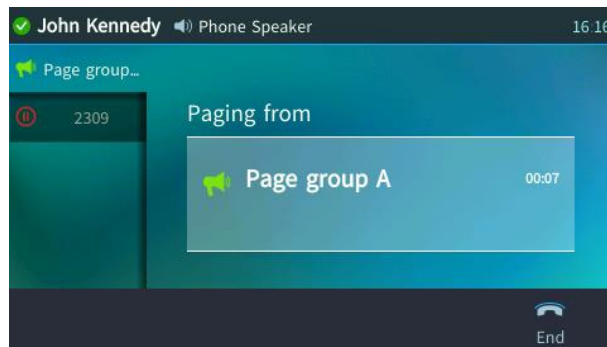 John Kennedy Phone Speaker 16:16
Page group...
2309
Paging from
Page group A 00:07
End